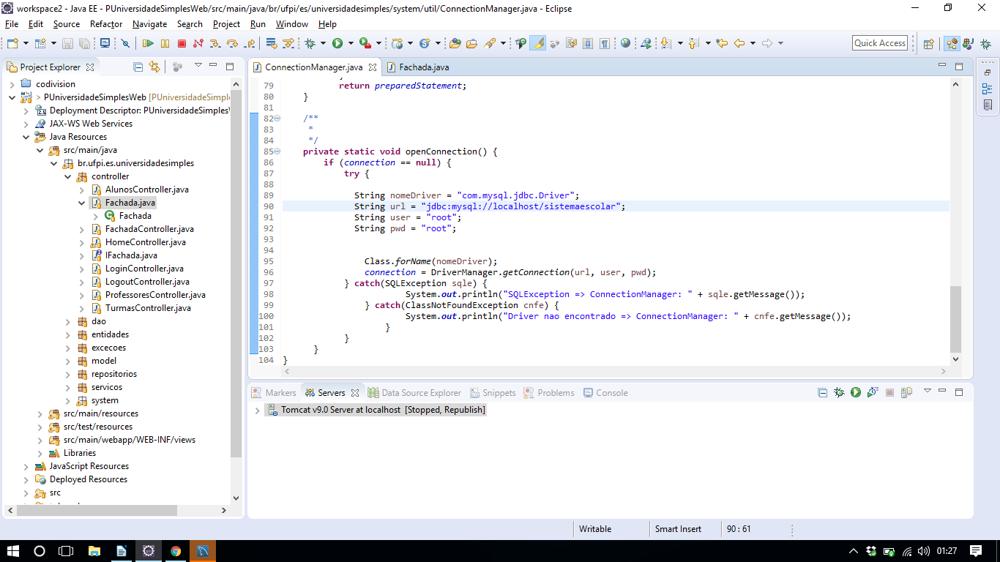 workspace2 - Java EE - PUniversidadeSimplesWeb/src/main/java/br/ufpi/es/universidadesimples/system/util/ConnectionManager.java - Eclipse
File Edit Source Refactor Navigate Search Project Run Window Help
Quick Access
Project Explorer
codivision
> PUniversidadeSimplesWeb [PUniversidadeSimpl
Deployment Descriptor: PUniversidadeSimplesW
JAX-WS Web Services
Java Resources
src/main/java
br.ufpi.es.universidadesimples
controller
AlunosController.java
Fachada.java
Fachada
FachadaController.java
HomeController.java
IFachada.java
LoginController.java
LogoutController.java
ProfessoresController.java
TurmasController.java
dao
entidades
excecoes
model
repositorios
servicos
system
src/main/resources
src/test/resources
src/main/webapp/WEB-INF/views
Libraries
JavaScript Resources
Deployed Resources
src
ConnectionManager.java Fachada.java
79 return preparedStatement;
80 }
81
82 /**
83 *
84 */
85 private static void openConnection() {
86 if (connection == null) {
87 try {
88
89 String nomeDriver = "com.mysql.jdbc.Driver";
90 String url = "jdbc:mysql://localhost/sistemaescolar";
91 String user = "root";
92 String pwd = "root";
93
94
95 Class.forName(nomeDriver);
96 connection = DriverManager.getConnection(url, user, pwd);
97 } catch(SQLException sqle) {
98 System.out.println("SQLException => ConnectionManager: " + sqle.getMessage());
99 } catch(ClassNotFoundException cnfe) {
100 System.out.println("Driver nao encontrado => ConnectionManager: " + cnfe.getMessage());
101 }
102 }
103 }
104 }
Markers Servers Data Source Explorer Snippets Problems Console
Tomcat v9.0 Server at localhost [Stopped, Republish]
Writable Smart Insert 90 : 61
01:27